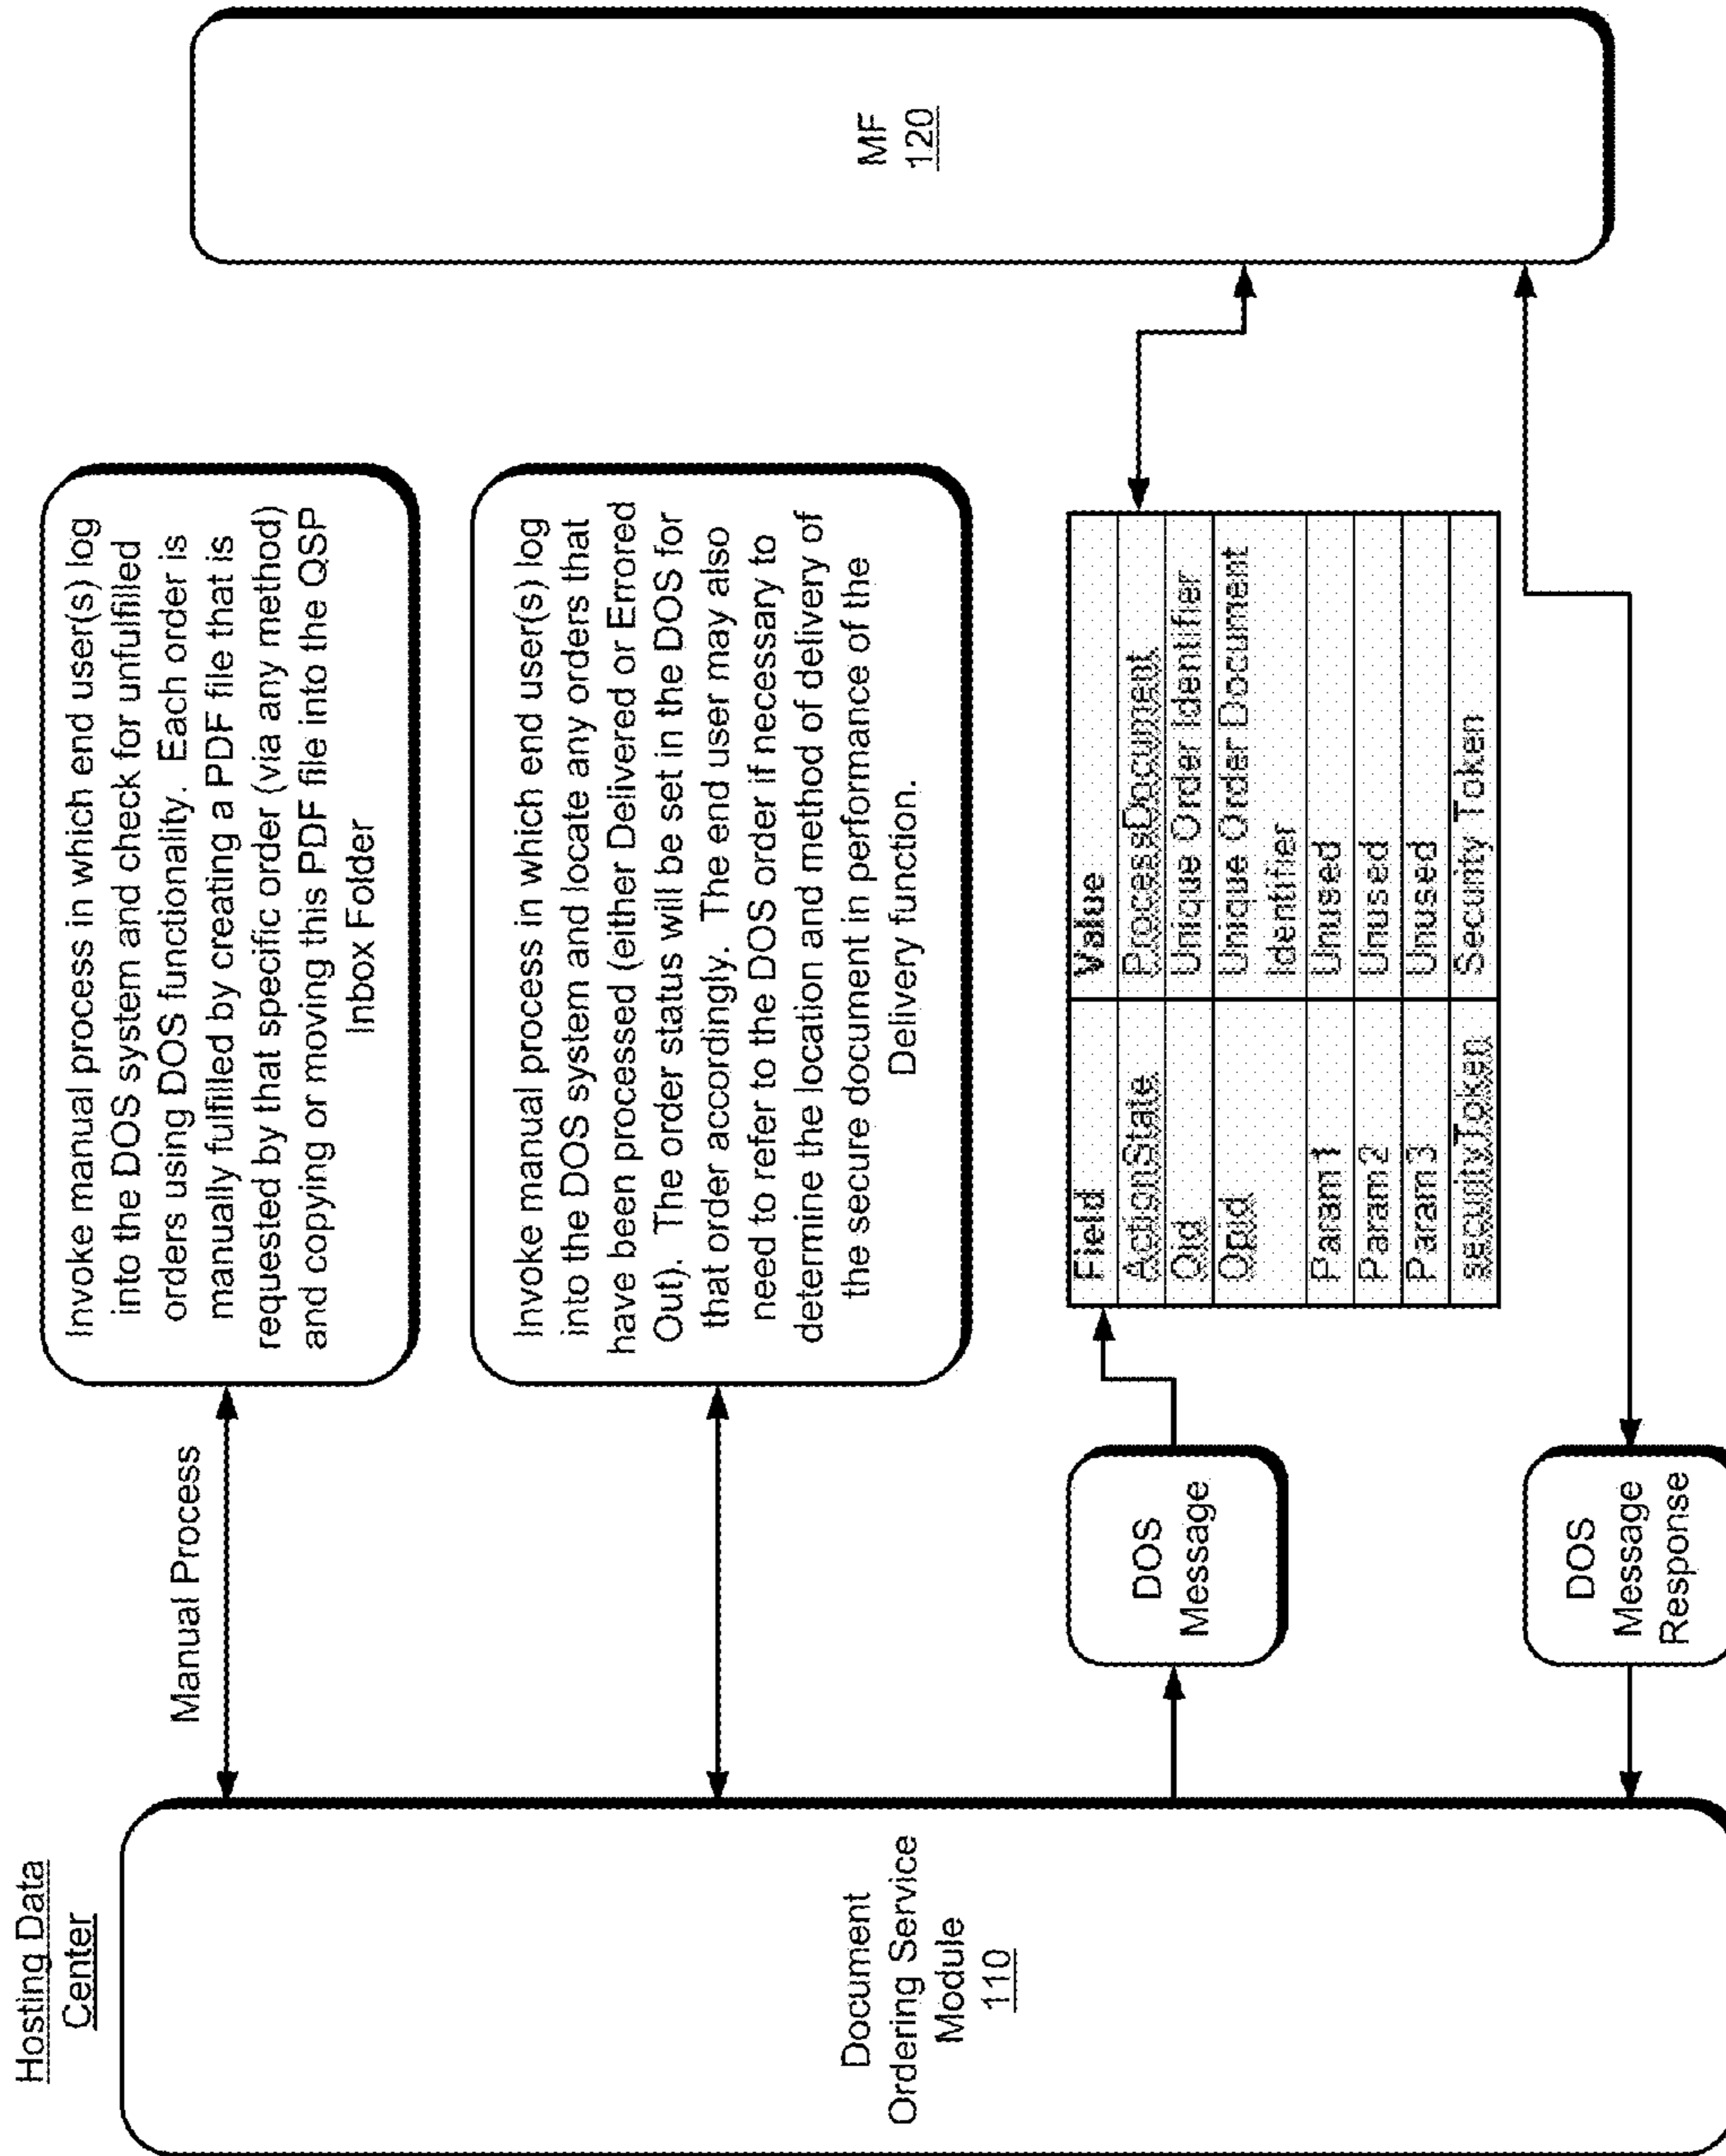 Hosting Data
Center
Document
Ordering Service
Module
110
Manual Process
Invoke manual process in which end user(s) log
into the DOS system and check for unfulfilled
orders using DOS functionality. Each order is
manually fulfilled by creating a PDF file that is
requested by that specific order (via any method)
and copying or moving this PDF file into the QSP
Inbox Folder
Invoke manual process in which end user(s) log
into the DOS system and locate any orders that
have been processed (either Delivered or Errored
Out). The order status will be set in the DOS for
that order accordingly. The end user may also
need to refer to the DOS order if necessary to
determine the location and method of delivery of
the secure document in performance of the
Delivery function.
DOS
Message
Field Value
ActionState ProcessDocument
Qid Unique Order Identifier
Opid Unique Order Document
Identifier
Param1 Unused
Param2 Unused
Param3 Unused
securityToken Security Token
DOS
Message
Response
MF
120